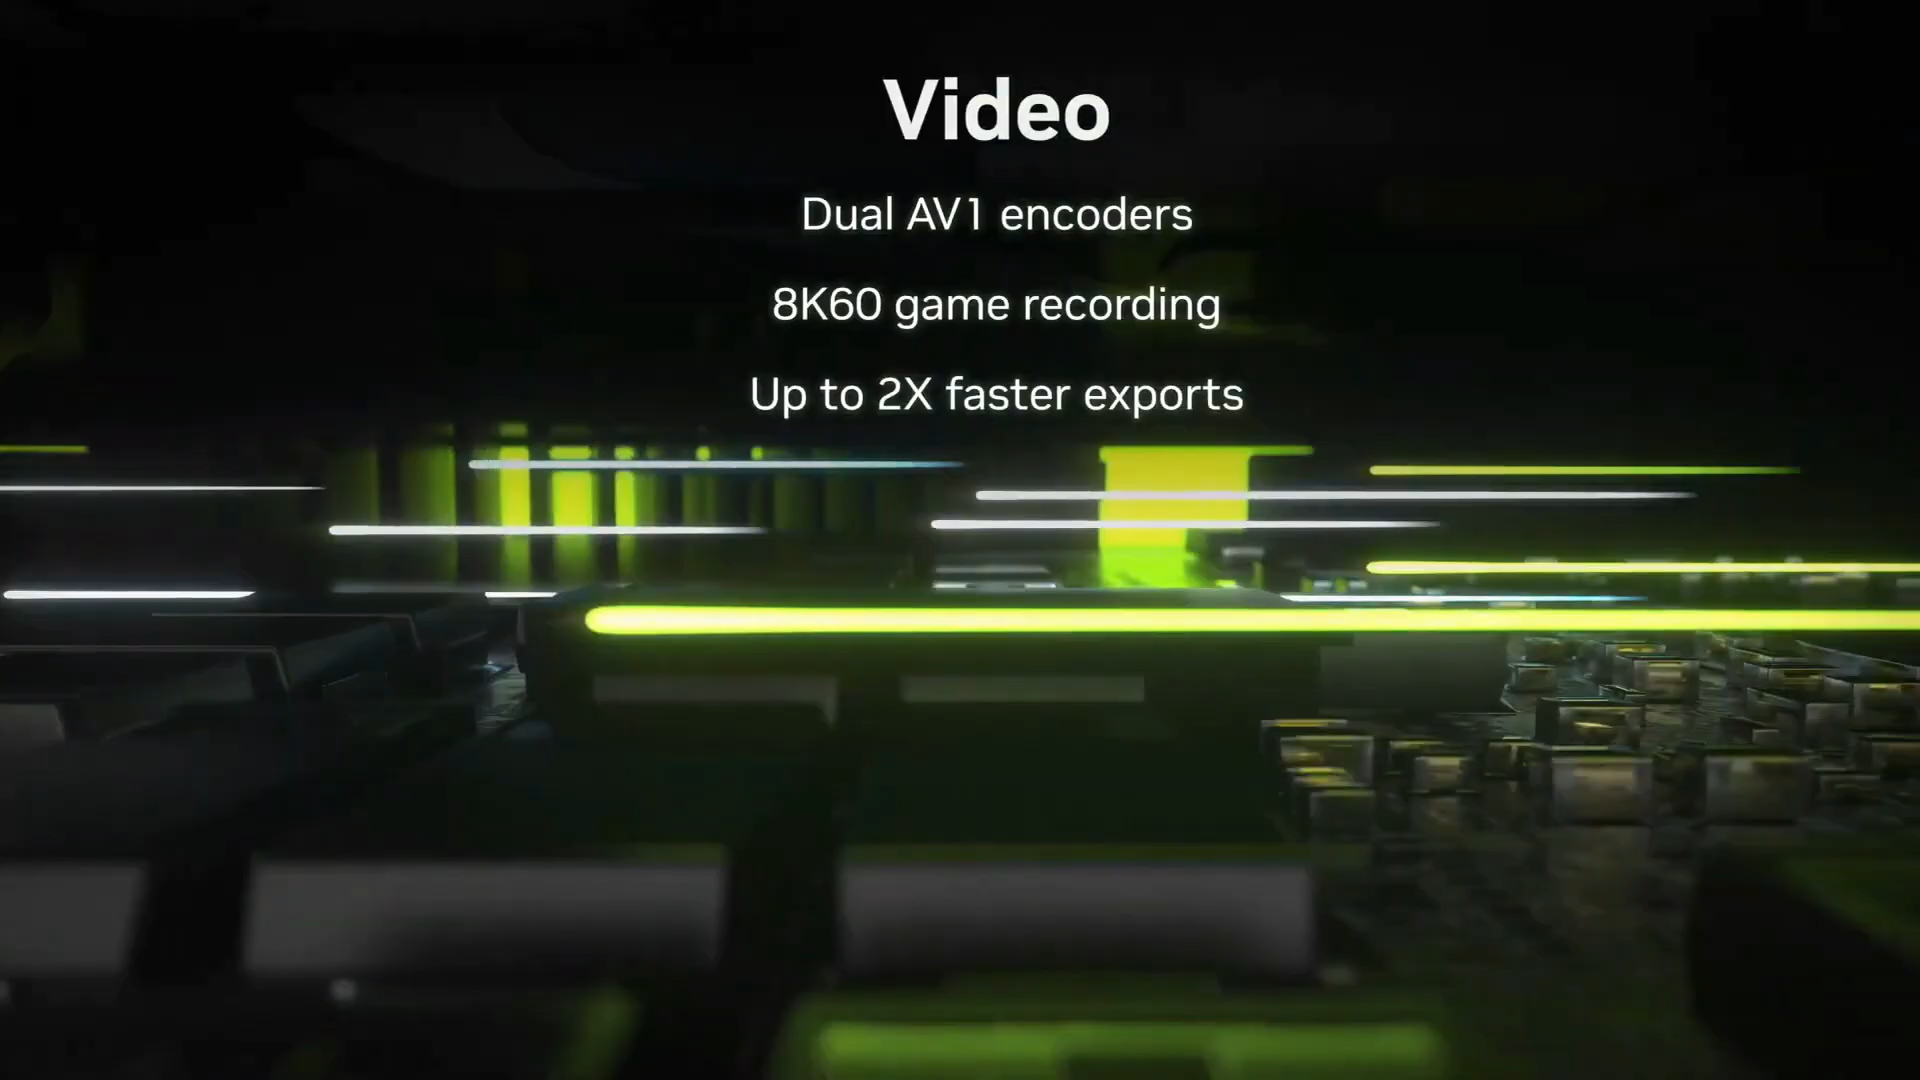 Video
Dual AV1 encoders
8K60 game recording
Up to 2X faster exports